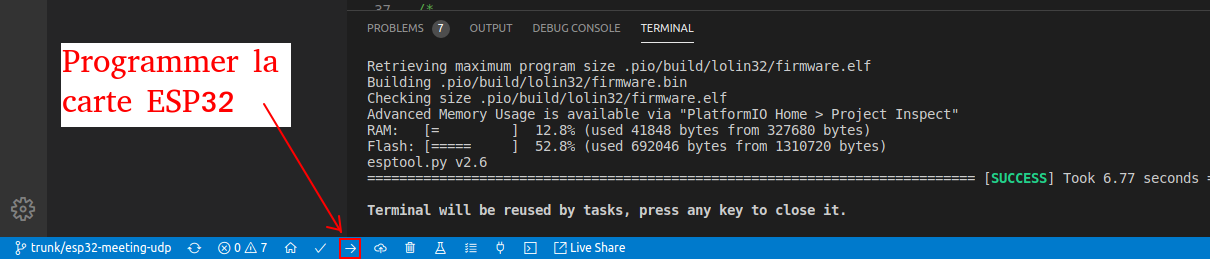 37 /*
PROBLEMS 7 OUTPUT DEBUG CONSOLE TERMINAL
Programmer la
carte ESP32
Retrieving maximum program size .pio/build/lolin32/firmware.elf
Building .pio/build/lolin32/firmware.bin
Checking size .pio/build/lolin32/firmware.elf
Advanced Memory Usage is available via "PlatformIO Home > Project Inspect"
RAM:   [=         ]  12.8% (used 41848 bytes from 327680 bytes)
Flash: [=====     ]  52.8% (used 692046 bytes from 1310720 bytes)
esptool.py v2.6
============================================================================ [SUCCESS] Took 6.77 seconds =
Terminal will be reused by tasks, press any key to close it.
trunk/esp32-meeting-udp 0 7 Live Share